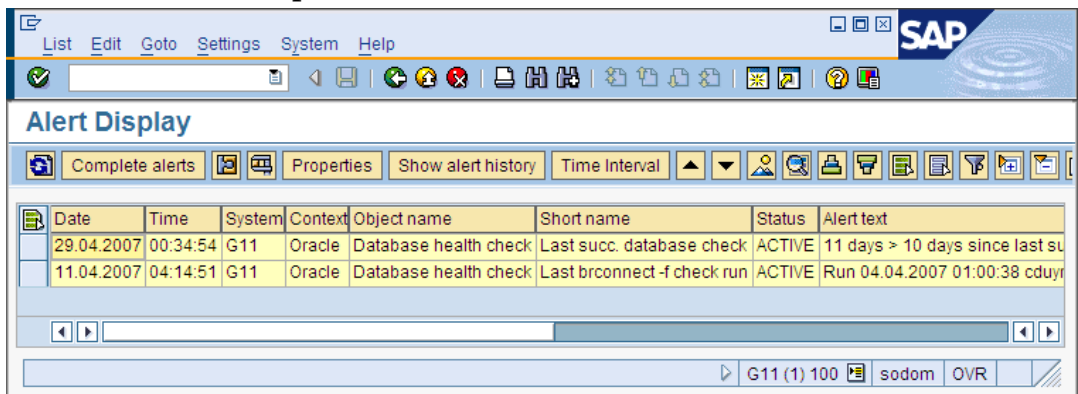 List Edit Goto Settings System Help
SAP
Alert Display
Complete alerts Properties Show alert history Time Interval
Date Time System Context Object name Short name Status Alert text
29.04.2007 00:34:54 G11 Oracle Database health check Last succ. database check ACTIVE 11 days > 10 days since last su
11.04.2007 04:14:51 G11 Oracle Database health check Last brconnect -f check run ACTIVE Run 04.04.2007 01:00:38 cduyr
G11 (1) 100 sodom OVR